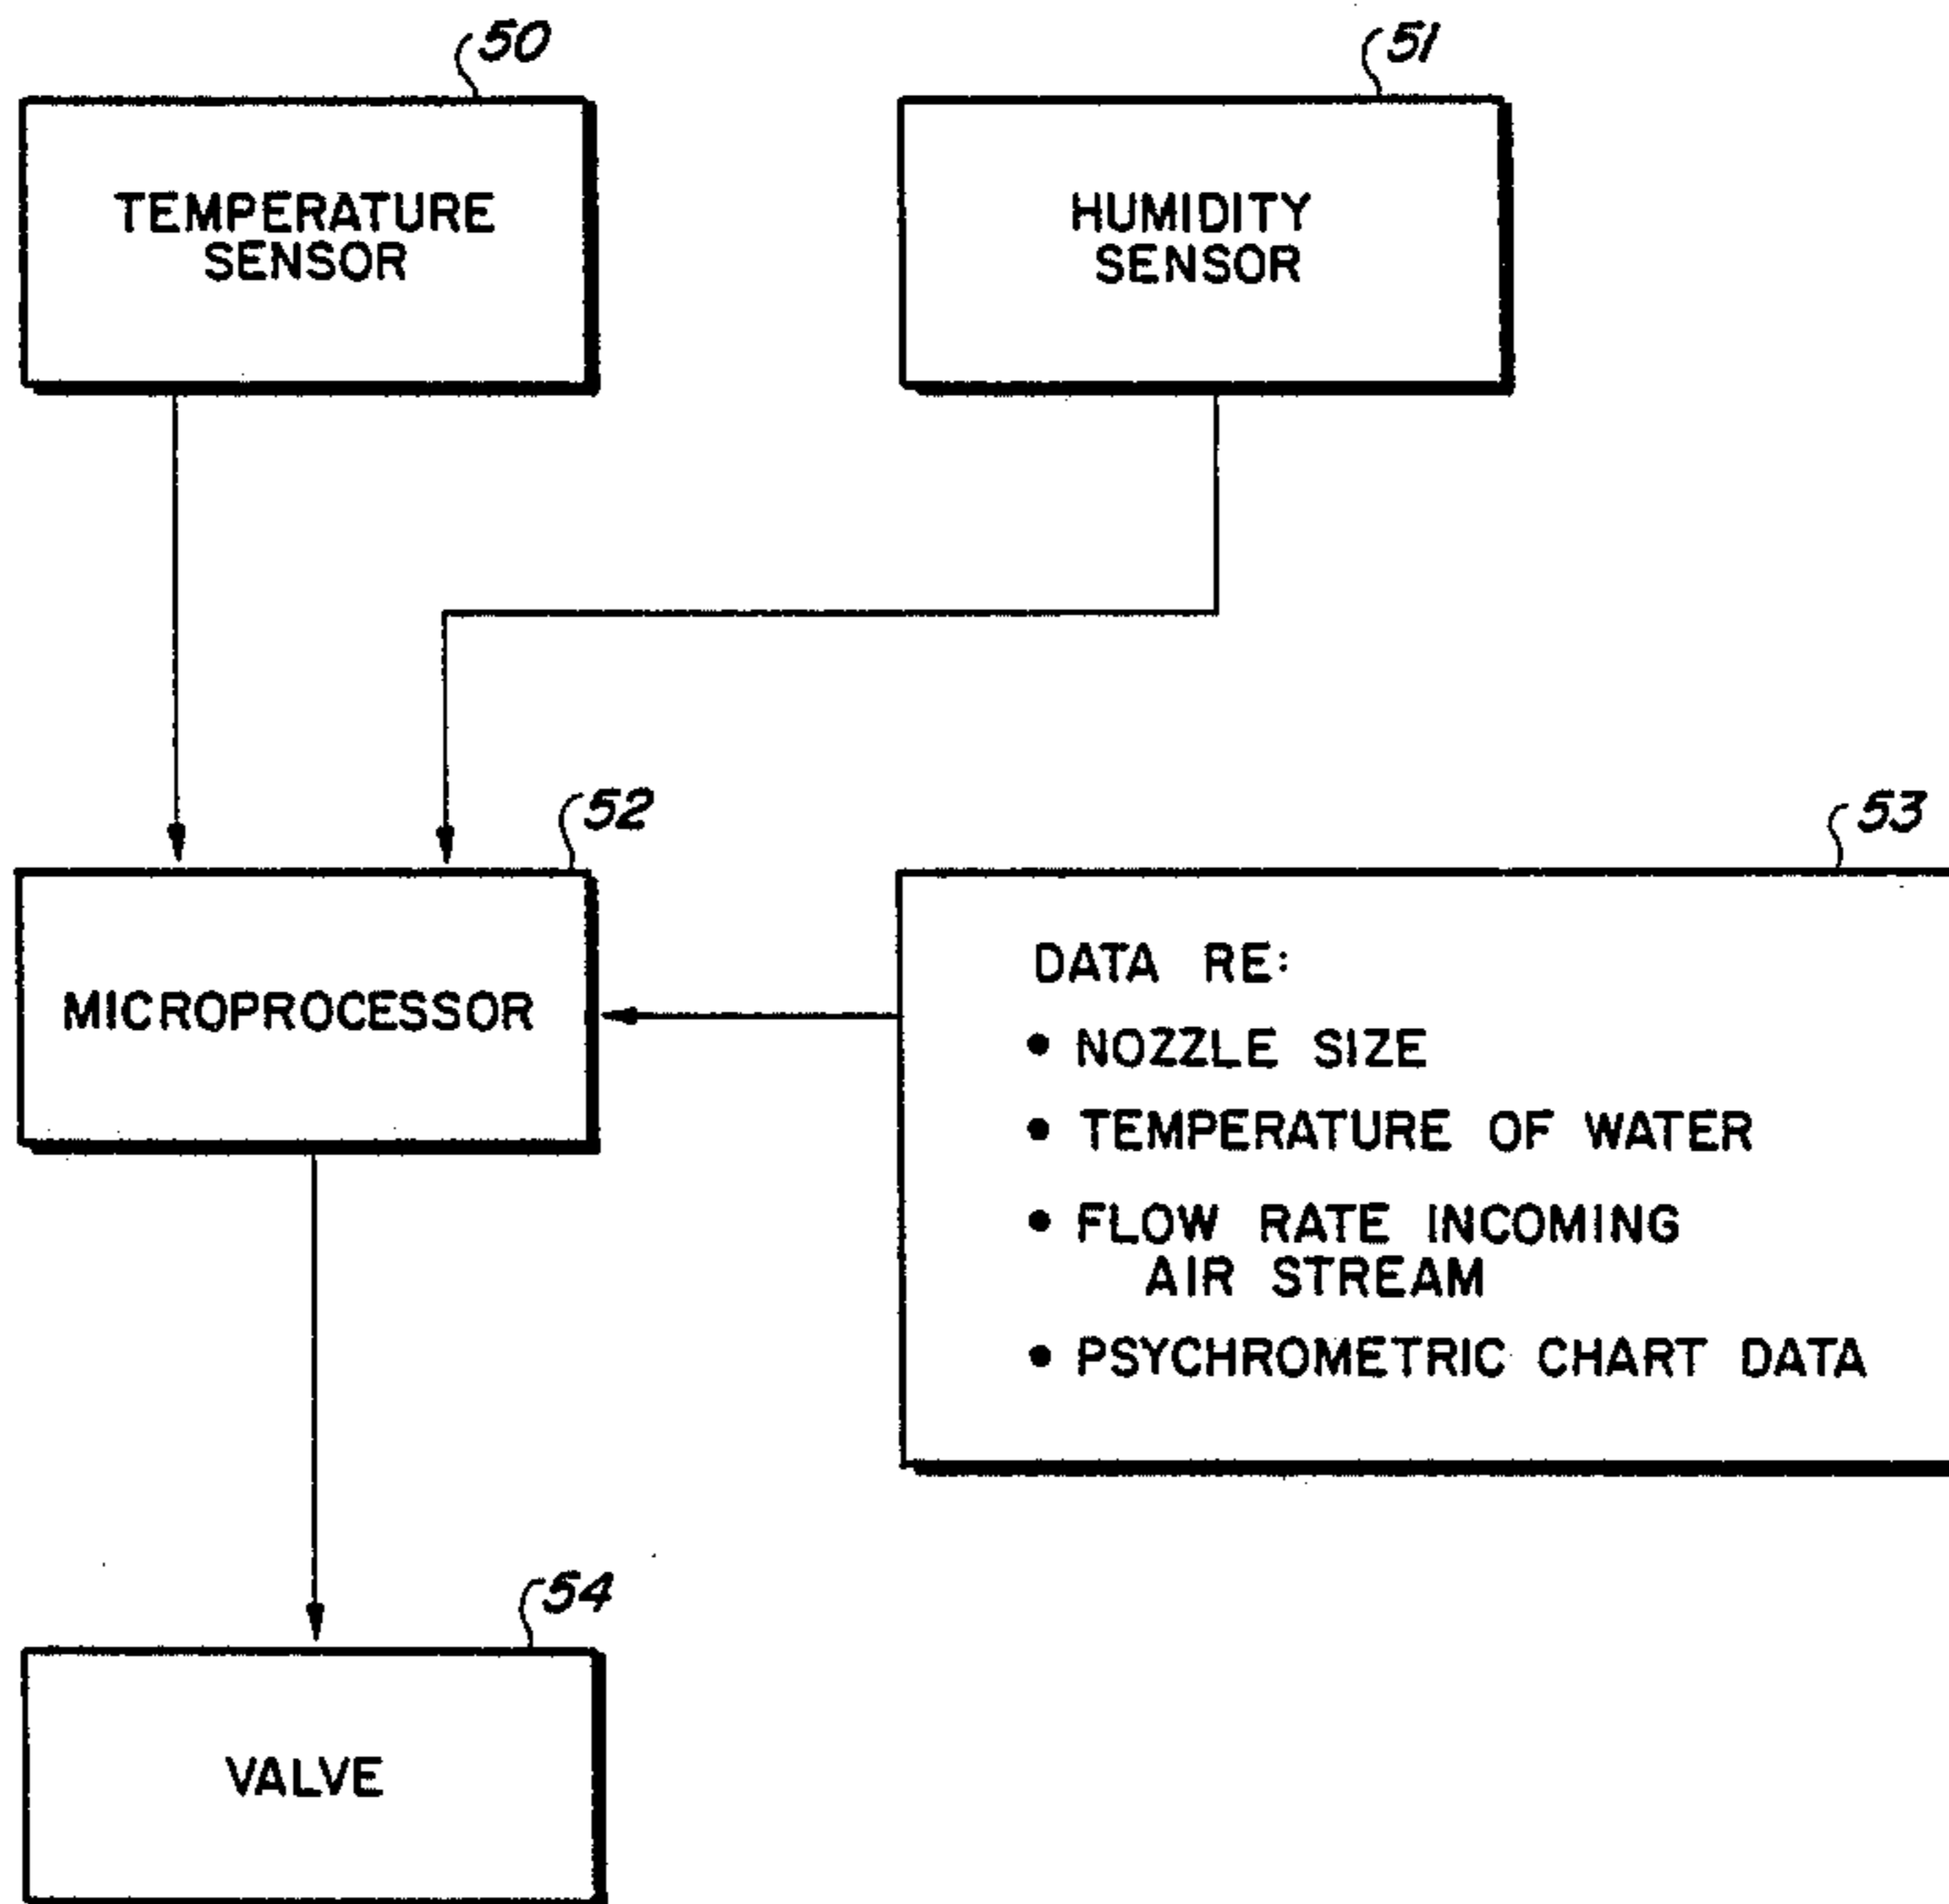 50
TEMPERATURE
SENSOR
51
HUMIDITY
SENSOR
52
MICROPROCESSOR
53
DATA RE:
• NOZZLE SIZE
• TEMPERATURE OF WATER
• FLOW RATE INCOMING
AIR STREAM
• PSYCHROMETRIC CHART DATA
54
VALVE